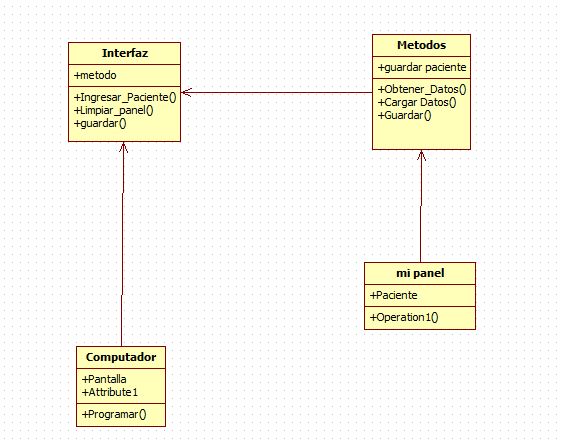 Interfaz
+metodo
+Ingresar_Paciente()
+Limpiar_panel()
+guardar()
Metodos
+guardar paciente
+Obtener_Datos()
+Cargar Datos()
+Guardar()
mi panel
+Paciente
+Operation1()
Computador
+Pantalla
+Attribute1
+Programar()